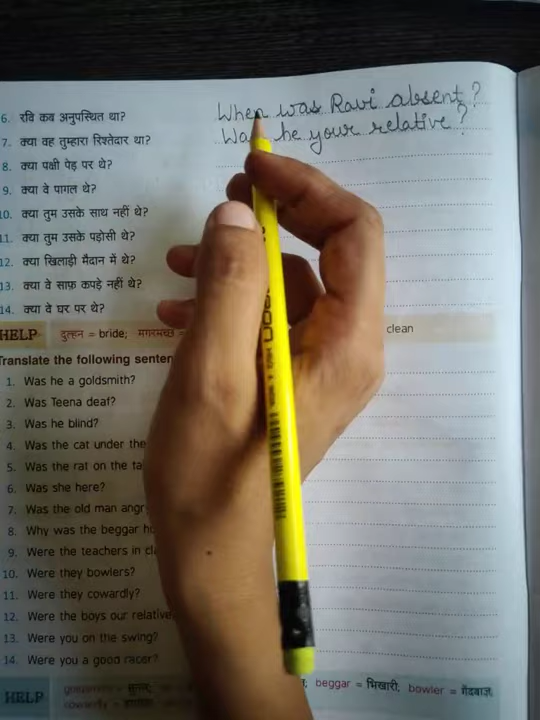 6. रवि कब अनुपस्थित था? When was Ravi absent?
7. क्या वह तुम्हारा रिश्तेदार था? Was he your relative?
8. क्या पक्षी पेड़ पर थे?
9. क्या वे पागल थे?
10. क्या तुम उसके साथ नहीं थे?
11. क्या तुम उसके पड़ोसी थे?
12. क्या खिलाड़ी मैदान में थे?
13. क्या वे साफ़ कपड़े नहीं थे?
14. क्या वे घर पर थे?
HELP दुल्हन = bride; मगरमच्छ = clean
Translate the following
1. Was he a goldsmith?
2. Was Teena deaf?
3. Was he blind?
4. Was the cat under the
5. Was the rat on the
6. Was she here?
7. Was the old man
8. Why was the beggar
9. Were the teachers in
10. Were they bowlers?
11. Were they cowardly?
12. Were the boys our
13. Were you on the swing?
14. Were you a good racer?
HELP beggar = भिखारी; bowler = गेंदबाज़;